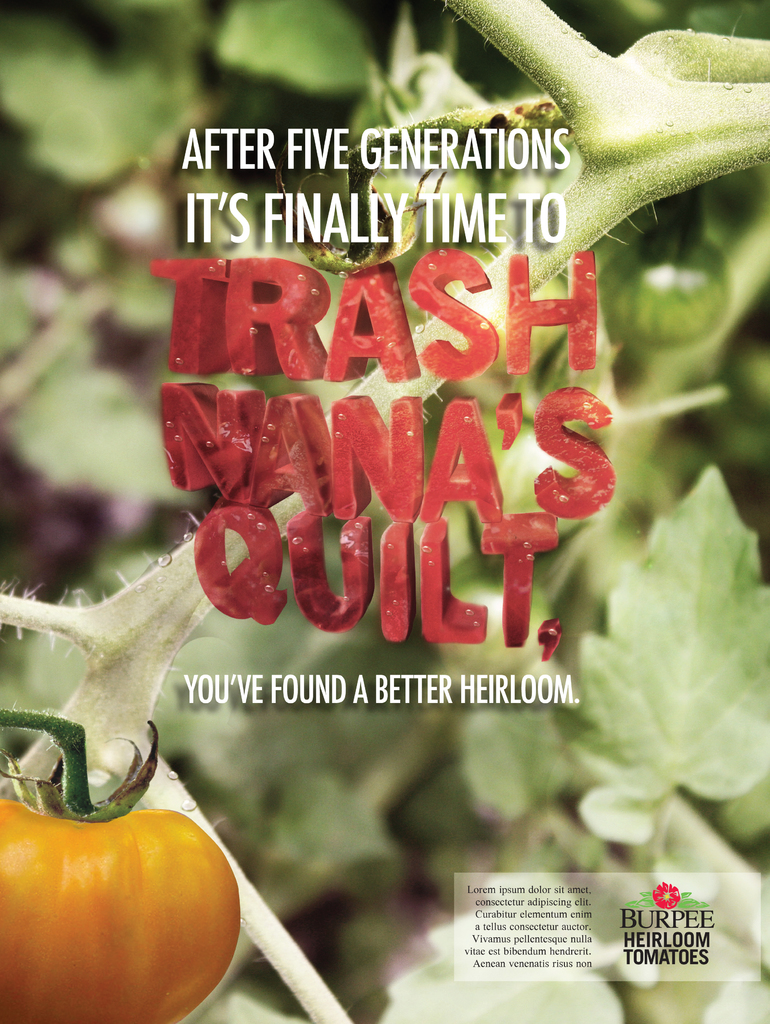 AFTER FIVE GENERATIONS
IT'S FINALLY TIME TO
TRASH
NANA'S
QUILT,
YOU'VE FOUND A BETTER HEIRLOOM.
Lorem ipsum dolor sit amet,
consectetur adipiscing elit.
Curabitur elementum enim
a tellus consectetur auctor.
Vivamus pellentesque nulla
vitae est bibendum hendrerit.
Aenean venenatis risus non
BURPEE
HEIRLOOM
TOMATOES